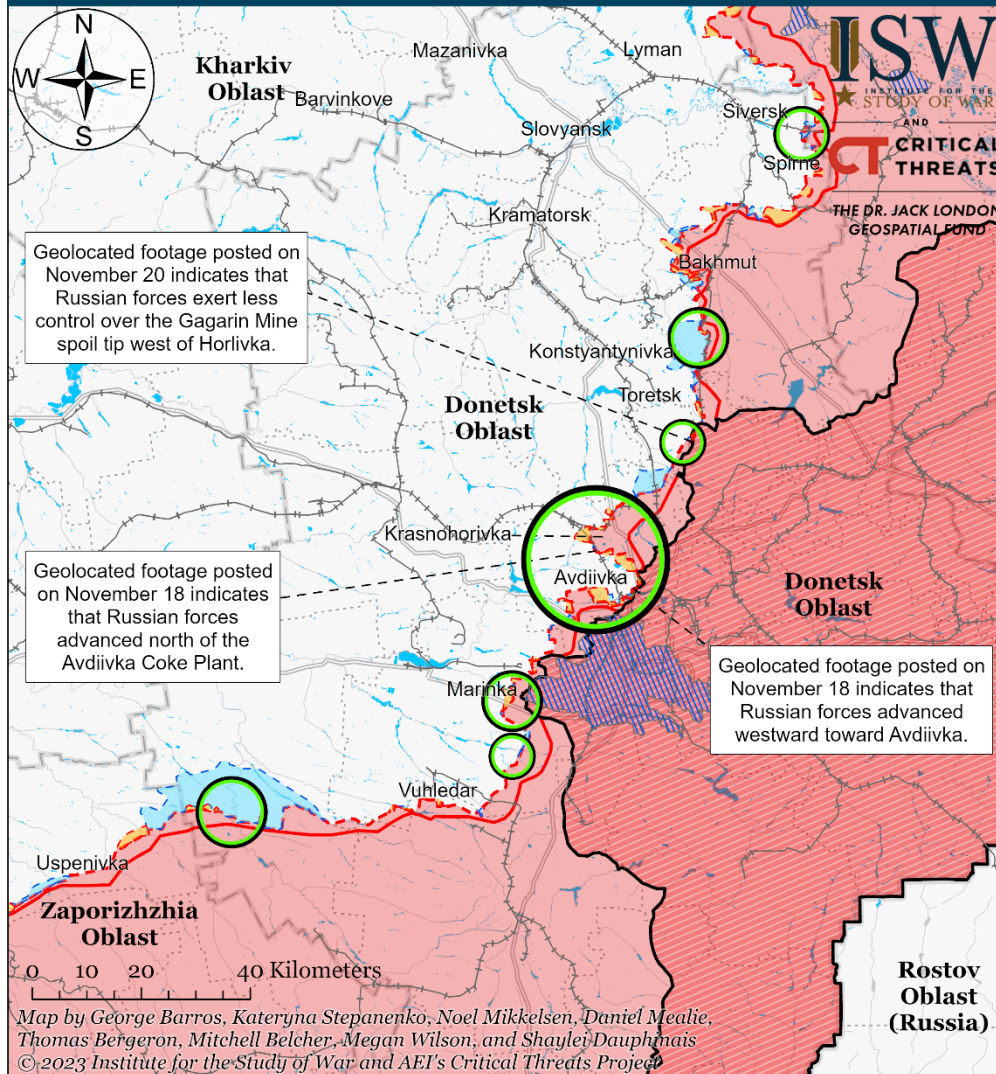 N
W
E
S
ISW
INSTITUTE FOR THE
STUDY OF WAR
AND
CT CRITICAL
THREATS
THE DR. JACK LONDON
GEOSPATIAL FUND
Kharkiv
Oblast
Mazanivka
Lyman
Barvinkove
Slovyansk
Siversk
Spirne
Kramatorsk
Bakhmut
Geolocated footage posted on
November 20 indicates that
Russian forces exert less
control over the Gagarin Mine
spoil tip west of Horlivka.
Konstyantynivka
Toretsk
Donetsk
Oblast
Krasnohorivka
Avdiivka
Geolocated footage posted
on November 18 indicates
that Russian forces
advanced north of the
Avdiivka Coke Plant.
Donetsk
Oblast
Geolocated footage posted on
November 18 indicates that
Russian forces advanced
westward toward Avdiivka.
Marinka
Vuhledar
Uspenivka
Zaporizhzhia
Oblast
0 10 20 40 Kilometers
Rostov
Oblast
(Russia)
Map by George Barros, Kateryna Stepanenko, Noel Mikkelsen, Daniel Mealie,
Thomas Bergeron, Mitchell Belcher, Megan Wilson, and Shaylei Dauphinais
© 2023 Institute for the Study of War and AEI's Critical Threats Project